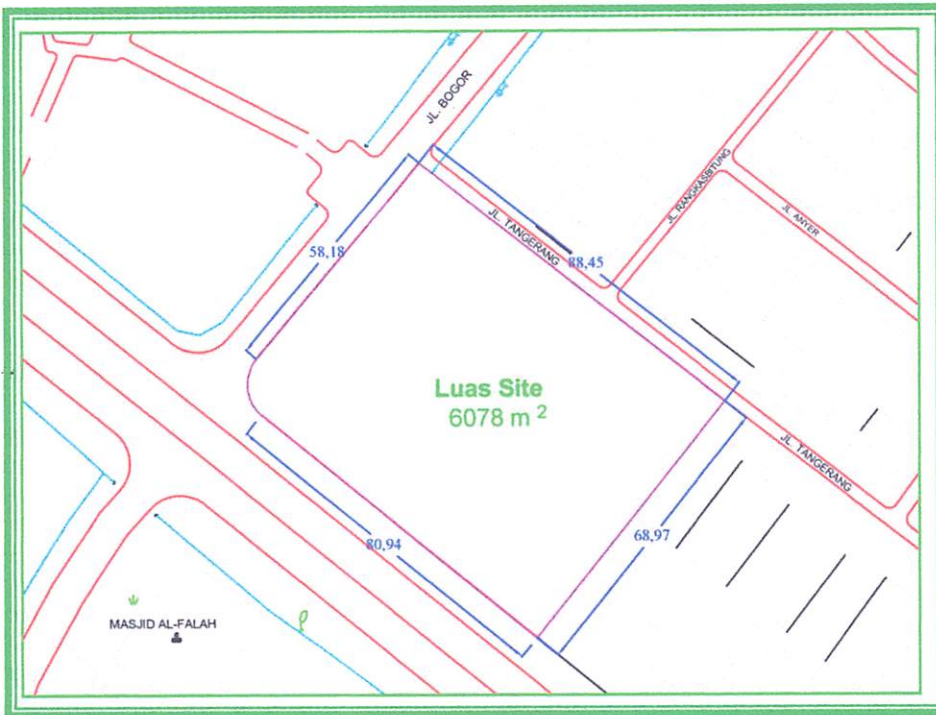 JL. BOGOR
JL. TANGERANG
JL. RANGKASBITUNG
JL. ANYER
58,18
88,45
Luas Site
6078 m 2
JL. TANGERANG
80,94
68,97
MASJID AL-FALAH